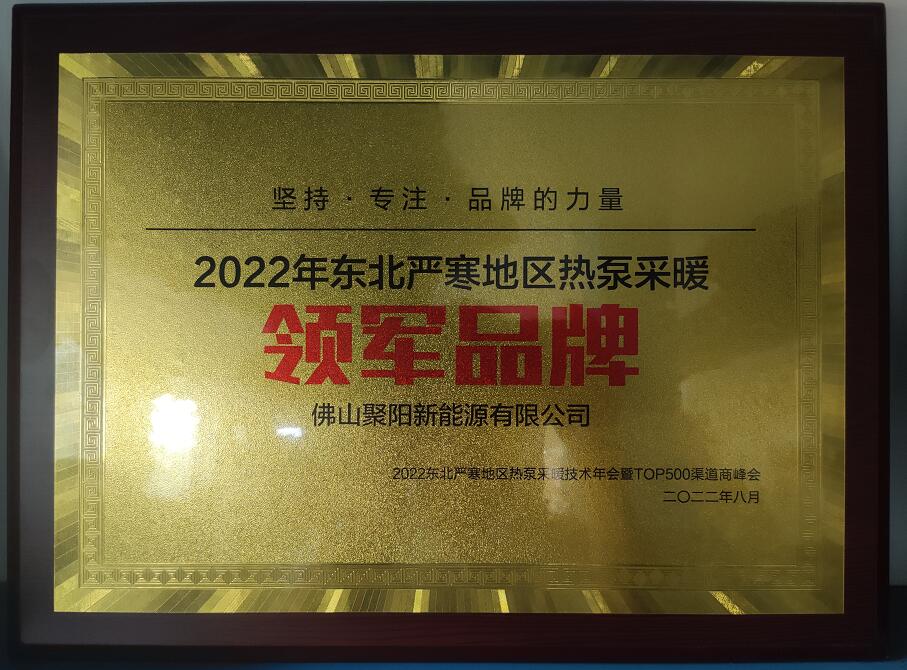 坚持·专注·品牌的力量
2022年东北严寒地区热泵采暖
领军品牌
佛山聚阳新能源有限公司
2022东北严寒地区热泵采暖技术年会暨TOP500渠道商峰会
二〇二二年八月